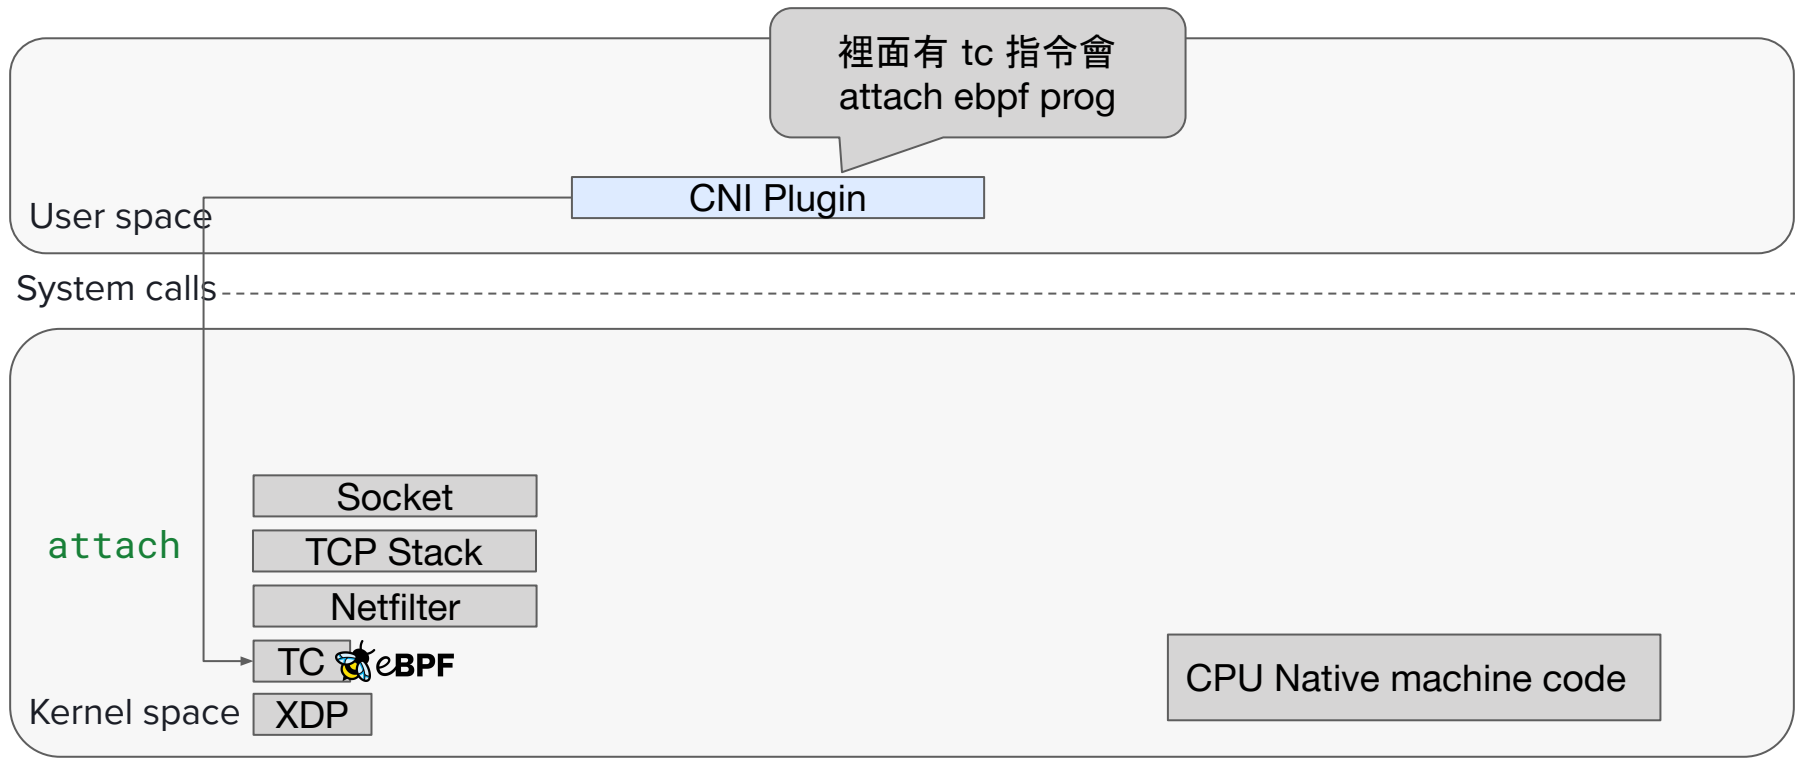 裡面有 tc 指令會
attach ebpf prog
CNI Plugin
User space
System calls
Socket
attach
TCP Stack
Netfilter
TC
eBPF
CPU Native machine code
Kernel space
XDP